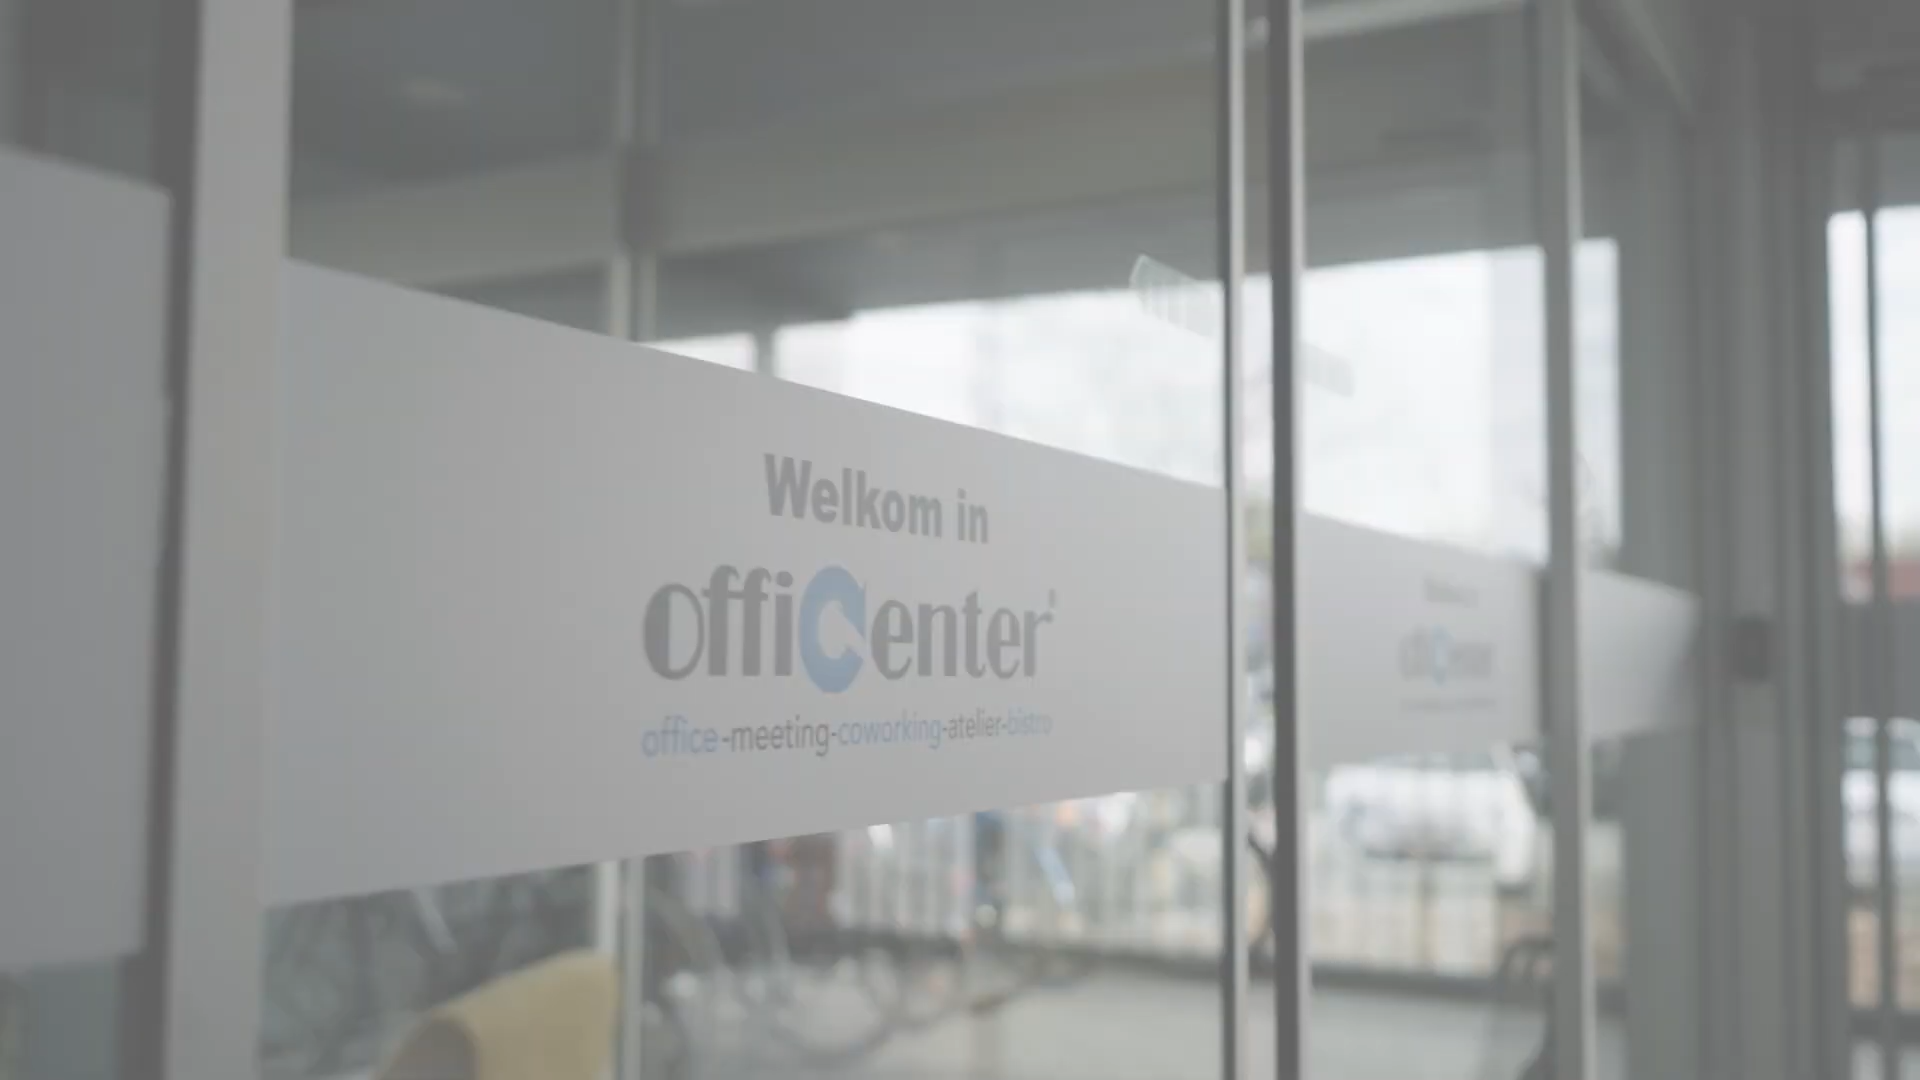 Welkom in
offiCenter
office-meeting-coworking-atelier-bistro